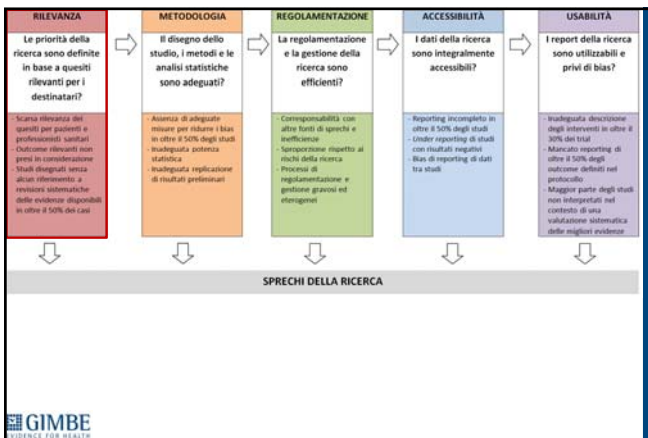 RILEVANZA
Le priorità della
ricerca sono definite
in base a quesiti
rilevanti per i
destinatari?
- Scarsa rilevanza dei
quesiti per pazienti e
professionisti sanitari
- Outcome rilevanti non
presi in considerazione
- Studi disegnati senza
alcun riferimento a
revisioni sistematiche
delle evidenze disponibili
in oltre il 50% dei casi
METODOLOGIA
Il disegno dello
studio, i metodi e le
analisi statistiche
sono adeguati?
- Assenza di adeguate
misure per ridurre i bias
in oltre il 50% degli studi
- Inadeguata potenza
statistica
- Inadeguata replicazione
di risultati preliminari
REGOLAMENTAZIONE
La regolamentazione
e la gestione della
ricerca sono
efficienti?
- Corresponsabilità con
altre fonti di sprechi e
inefficienze
- Sproporzione rispetto ai
rischi della ricerca
- Processi di
regolamentazione e
gestione gravosi ed
eterogenei
ACCESSIBILITÀ
I dati della ricerca
sono integralmente
accessibili?
- Reporting incompleto in
oltre il 50% degli studi
- Under reporting di studi
con risultati negativi
- Bias di reporting di dati
tra studi
USABILITÀ
I report della ricerca
sono utilizzabili e
privi di bias?
- Inadeguata descrizione
degli interventi in oltre il
30% dei trial
- Mancato reporting di
oltre il 50% degli
outcome definiti nel
protocollo
- Maggior parte degli studi
non interpretati nel
contesto di una
valutazione sistematica
delle migliori evidenze
SPRECHI DELLA RICERCA
GIMBE
EVIDENCE FOR HEALTH